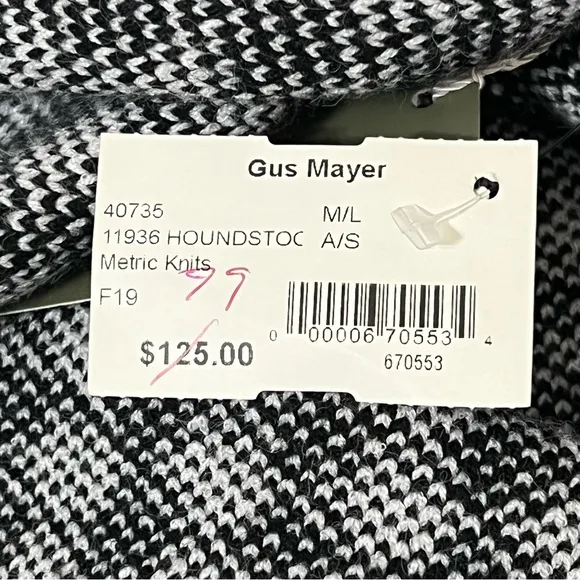 Gus Mayer
40735 M/L
11936 HOUNDSTOC A/S
Metric Knits
F19 99
$125.00
0 00006 70553 4
670553